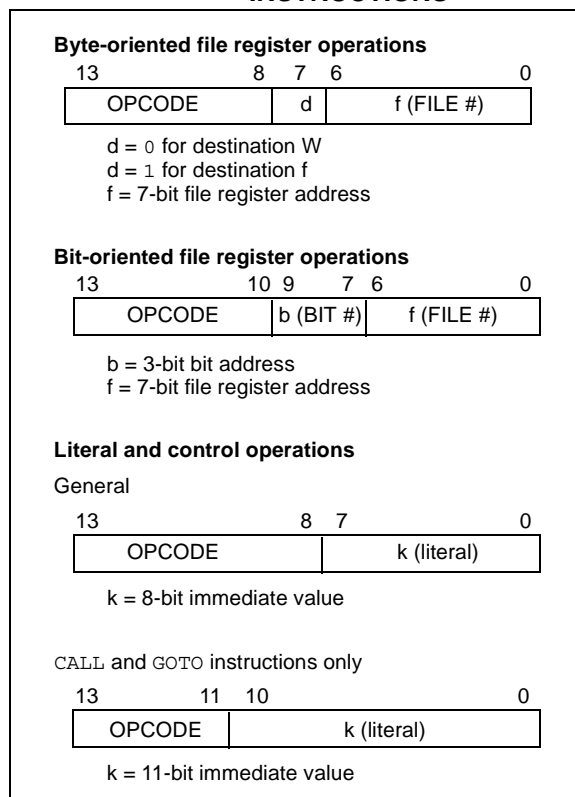 INSTRUCTIONS
Byte-oriented file register operations
13 8 7 6 0
OPCODE d f (FILE #)
d = 0 for destination W
d = 1 for destination f
f = 7-bit file register address
Bit-oriented file register operations
13 10 9 7 6 0
OPCODE b (BIT #) f (FILE #)
b = 3-bit bit address
f = 7-bit file register address
Literal and control operations
General
13 8 7 0
OPCODE k (literal)
k = 8-bit immediate value
CALL and GOTO instructions only
13 11 10 0
OPCODE k (literal)
k = 11-bit immediate value